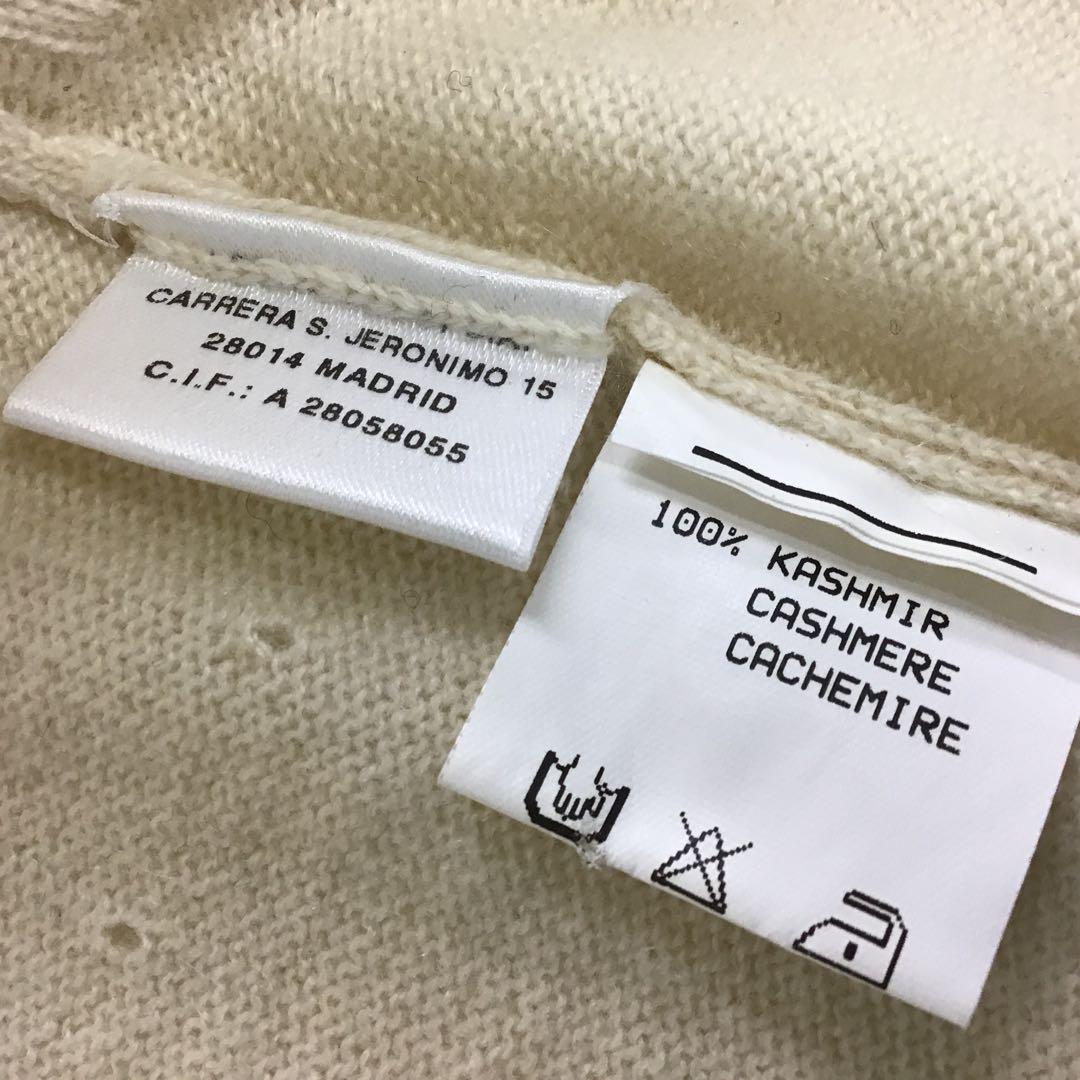 CARRERA S. JERONIMO 15
28014 MADRID
C.I.F.: A 28058055
100% KASHMIR
CASHMERE
CACHEMIRE